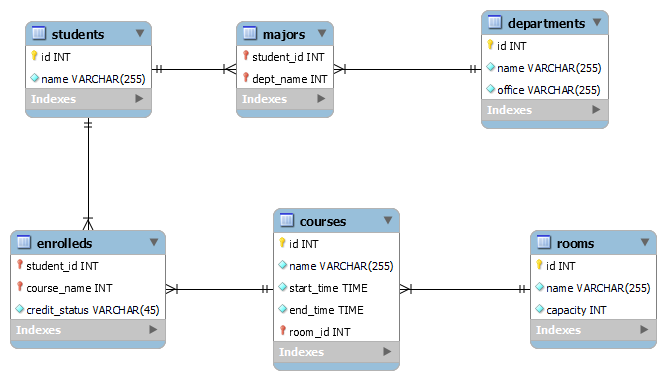 students
id INT
name VARCHAR(255)
Indexes
majors
student_id INT
dept_name INT
Indexes
departments
id INT
name VARCHAR(255)
office VARCHAR(255)
Indexes
enrolleds
student_id INT
course_name INT
credit_status VARCHAR(45)
Indexes
courses
id INT
name VARCHAR(255)
start_time TIME
end_time TIME
room_id INT
Indexes
rooms
id INT
name VARCHAR(255)
capacity INT
Indexes